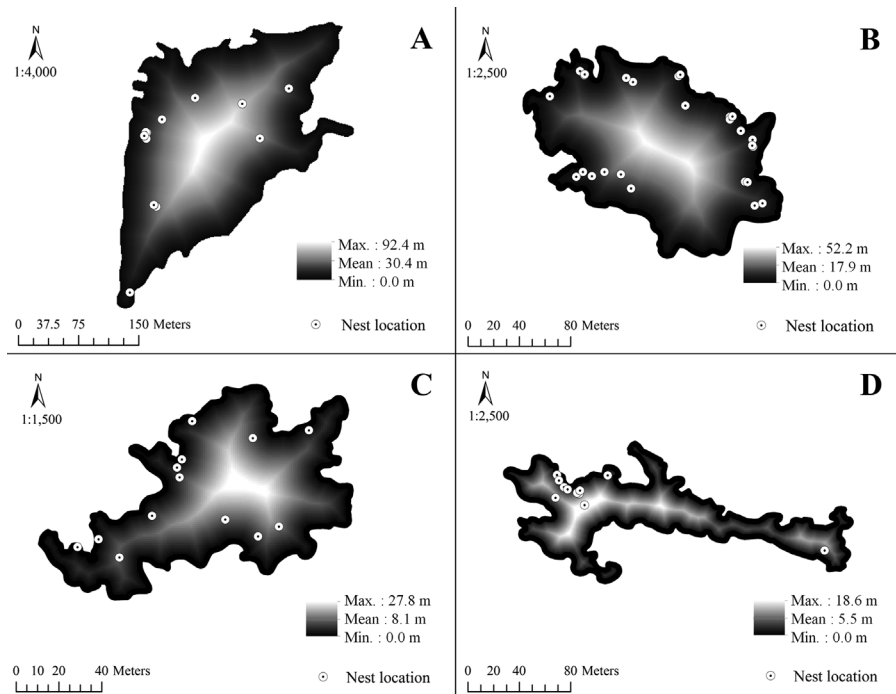 N
1:4,000
A
Max. : 92.4 m
Mean : 30.4 m
Min. : 0.0 m
0 37.5 75 150 Meters
Nest location
N
1:2,500
B
Max. : 52.2 m
Mean : 17.9 m
Min. : 0.0 m
0 20 40 80 Meters
Nest location
N
1:1,500
C
Max. : 27.8 m
Mean : 8.1 m
Min. : 0.0 m
0 10 20 40 Meters
Nest location
N
1:2,500
D
Max. : 18.6 m
Mean : 5.5 m
Min. : 0.0 m
0 20 40 80 Meters
Nest location